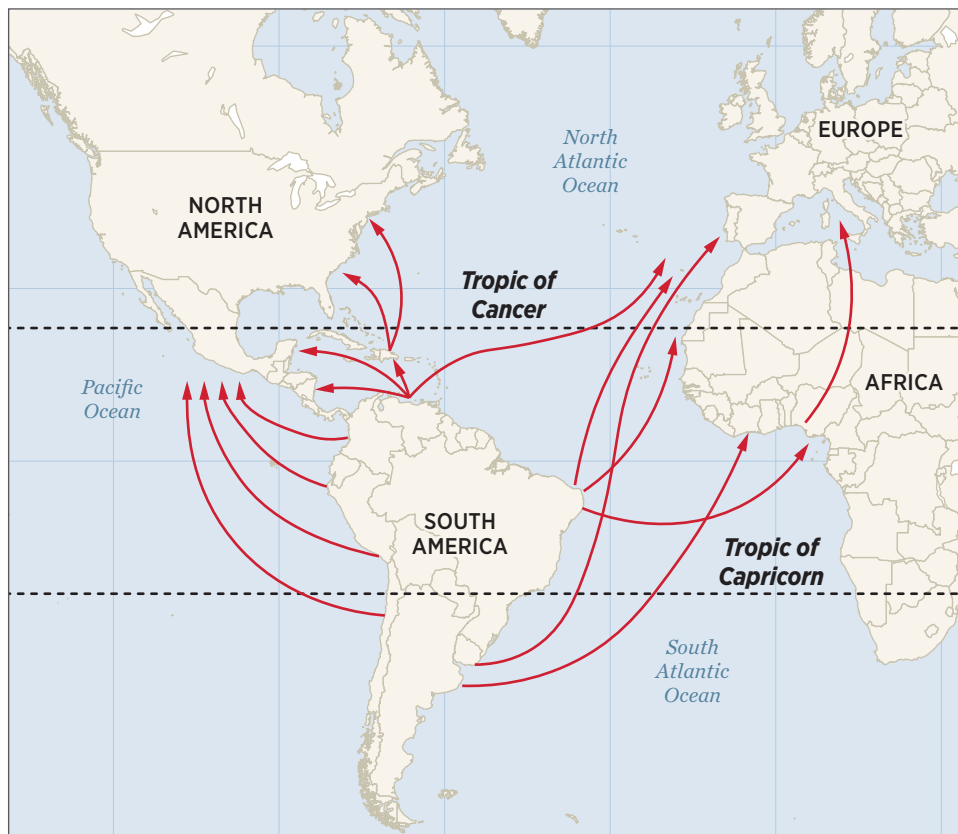 North
Atlantic
Ocean
EUROPE
NORTH
AMERICA
Tropic of
Cancer
Pacific
Ocean
AFRICA
SOUTH
AMERICA
Tropic of
Capricorn
South
Atlantic
Ocean